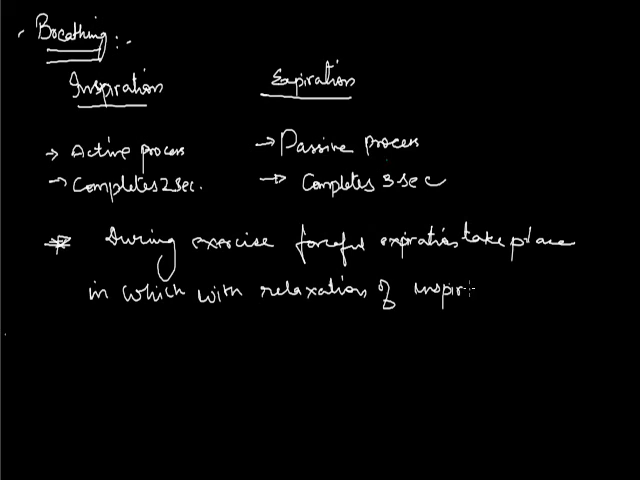 Breathing :-
Inspiration Expiration
→ Active process → Passive process
→ Completes 2 sec. → Completes 3 sec
* During exercise forceful expiration take place
in which with relaxation of inspir